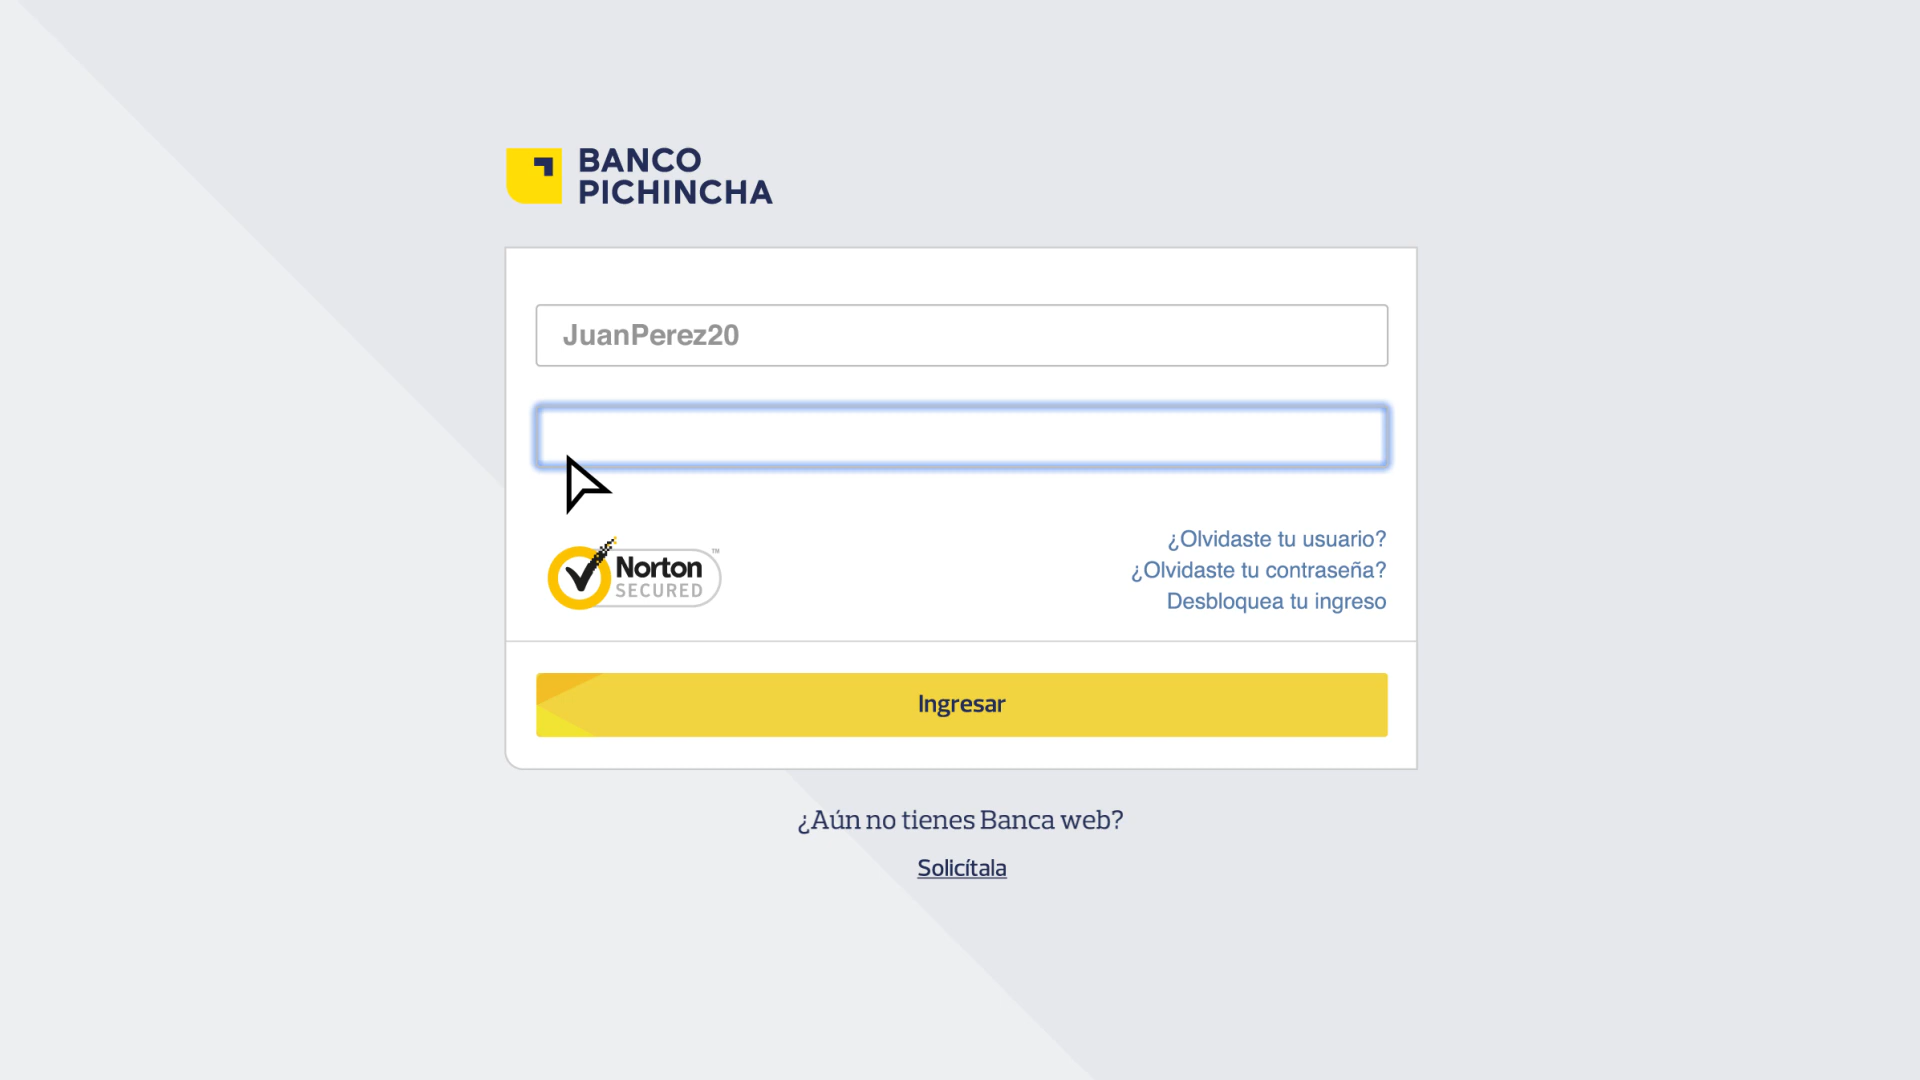 BANCO
PICHINCHA
JuanPerez20
Norton
SECURED
TM
¿Olvidaste tu usuario?
¿Olvidaste tu contraseña?
Desbloquea tu ingreso
Ingresar
¿Aún no tienes Banca web?
Solicítala